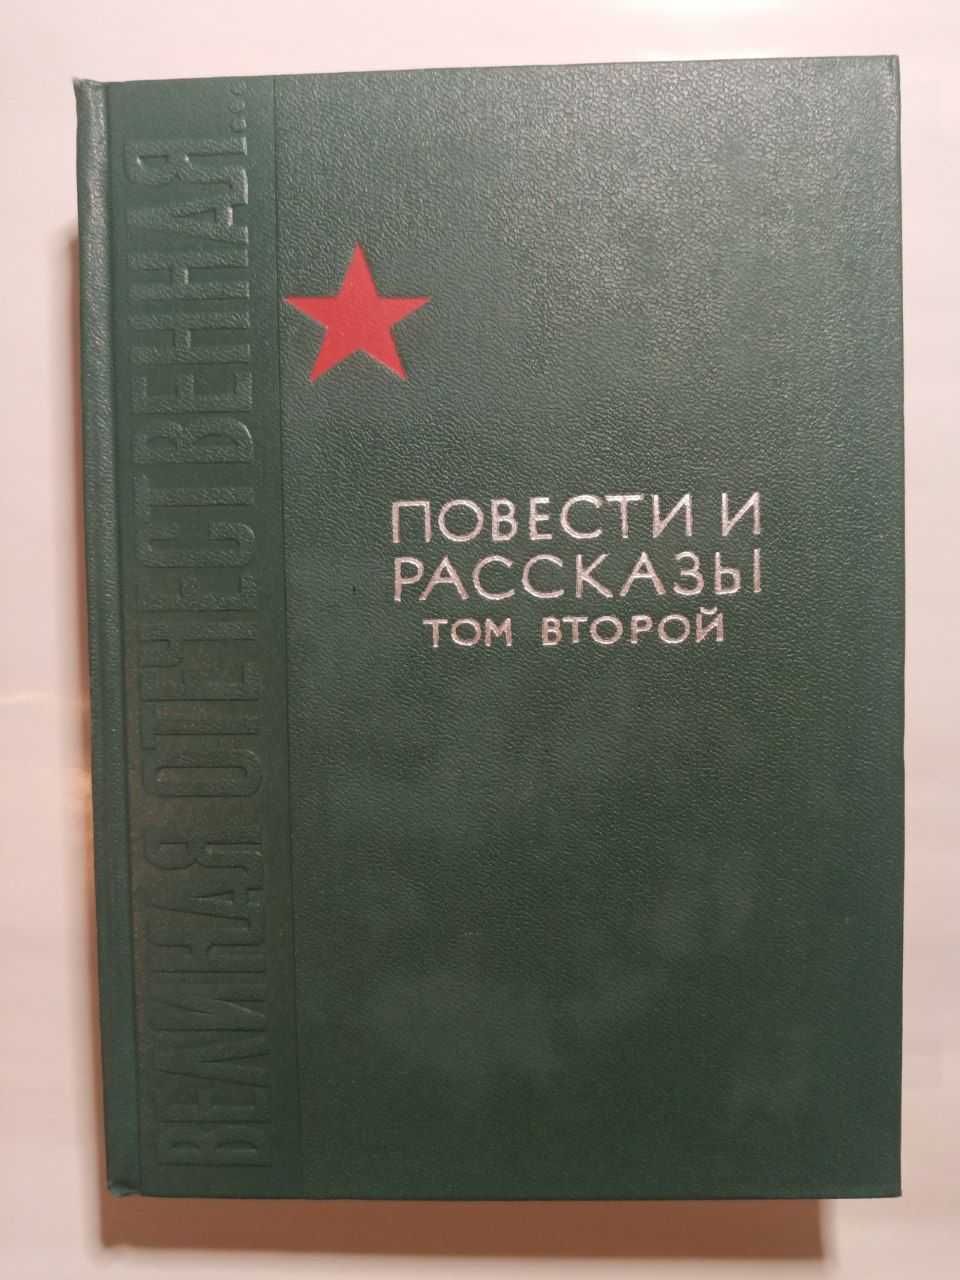 ВЕЛИКАЯ ОТЕЧЕСТВЕННАЯ...
ПОВЕСТИ И
РАССКАЗЫ
ТОМ ВТОРОЙ